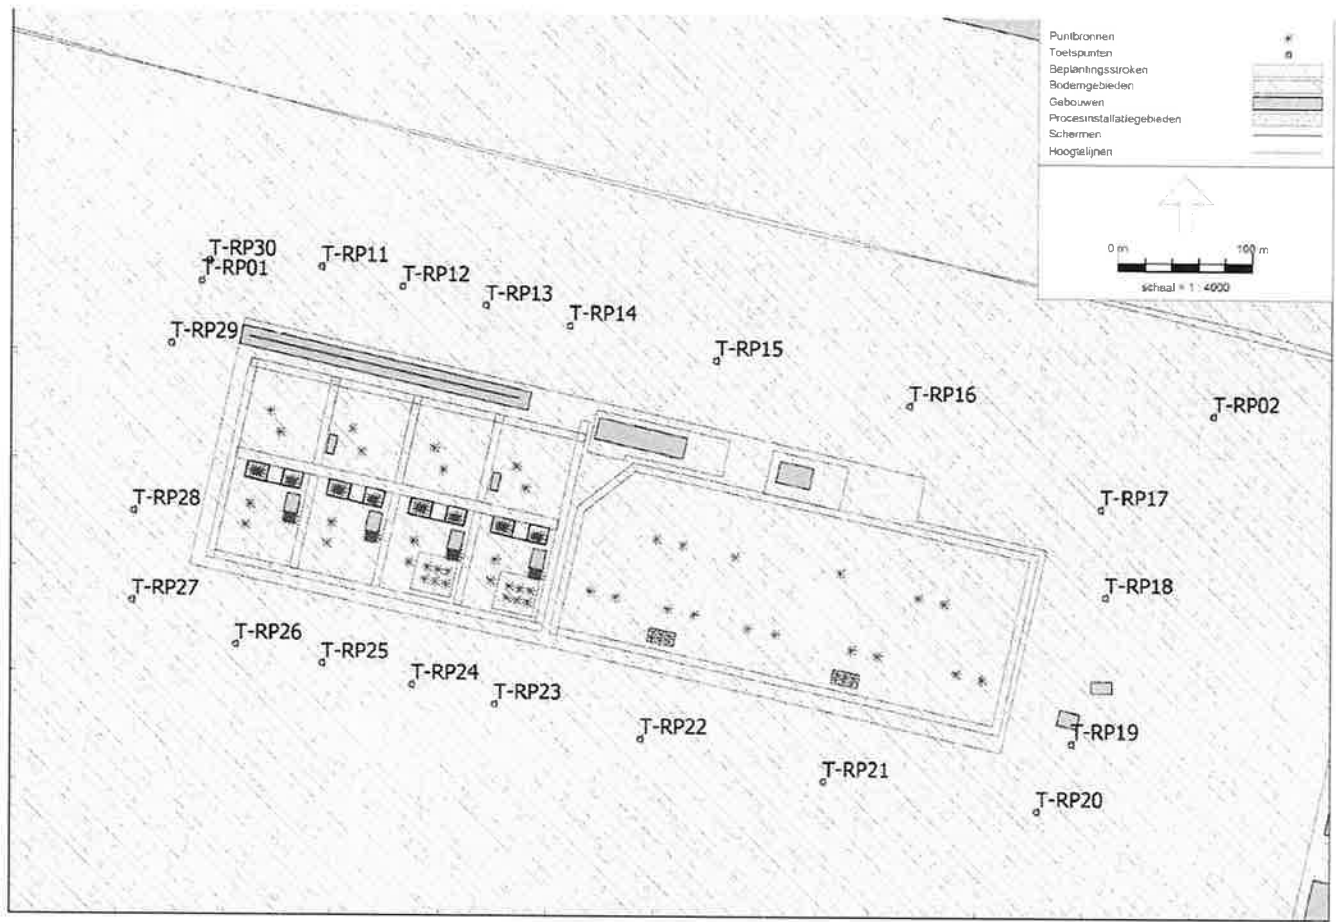 Puntbronnen
Toetspunten
Beplantingsstroken
Bodemgebieden
Gebouwen
Procesinstallatiegebieden
Schermen
Hoogtelijnen
0 m 100 m
schaal = 1 : 4000
T-RP30
T-RP01
T-RP11
T-RP12
T-RP13
T-RP14
T-RP29
T-RP15
T-RP16
T-RP02
T-RP28
T-RP17
T-RP27
T-RP18
T-RP26
T-RP25
T-RP24
T-RP23
T-RP22
T-RP19
T-RP21
T-RP20